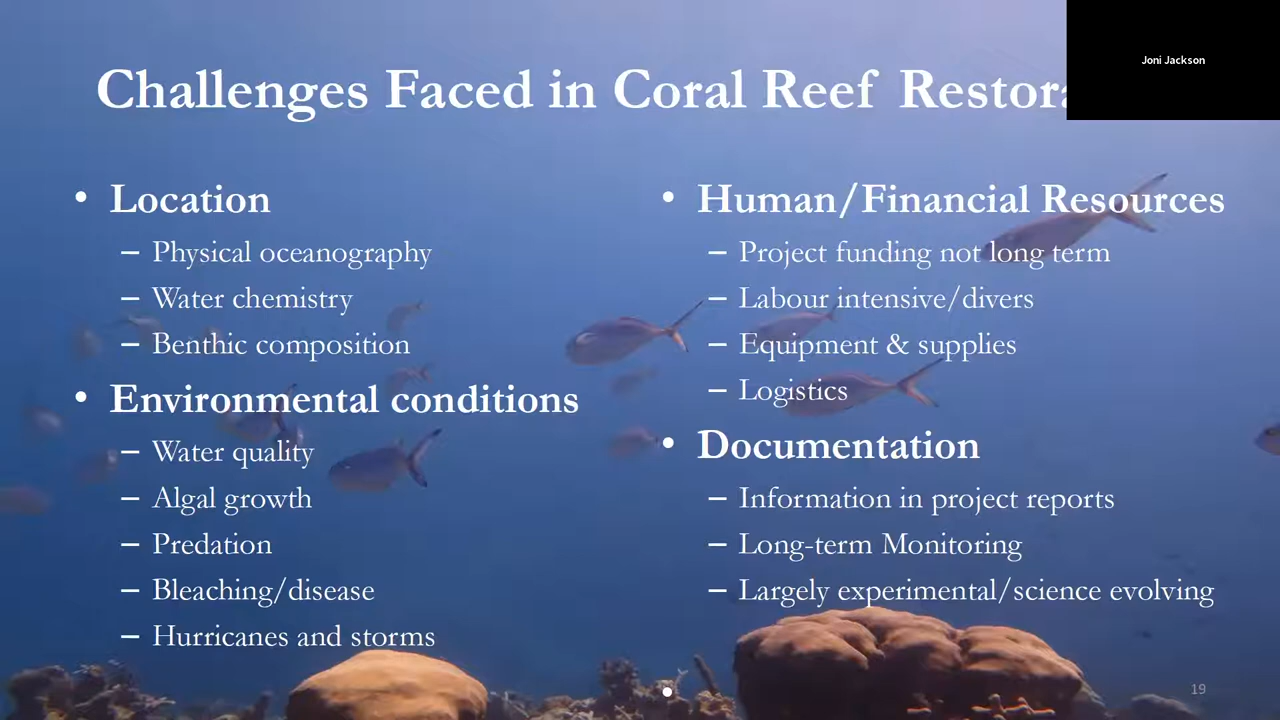 Joni Jackson
Challenges Faced in Coral Reef
• Location
– Physical oceanography
– Water chemistry
– Benthic composition
• Environmental conditions
– Water quality
– Algal growth
– Predation
– Bleaching/disease
– Hurricanes and storms
• Human/Financial Resources
– Project funding not long term
– Labour intensive/divers
– Equipment & supplies
– Logistics
• Documentation
– Information in project reports
– Long-term Monitoring
– Largely experimental/science evolving
•
19